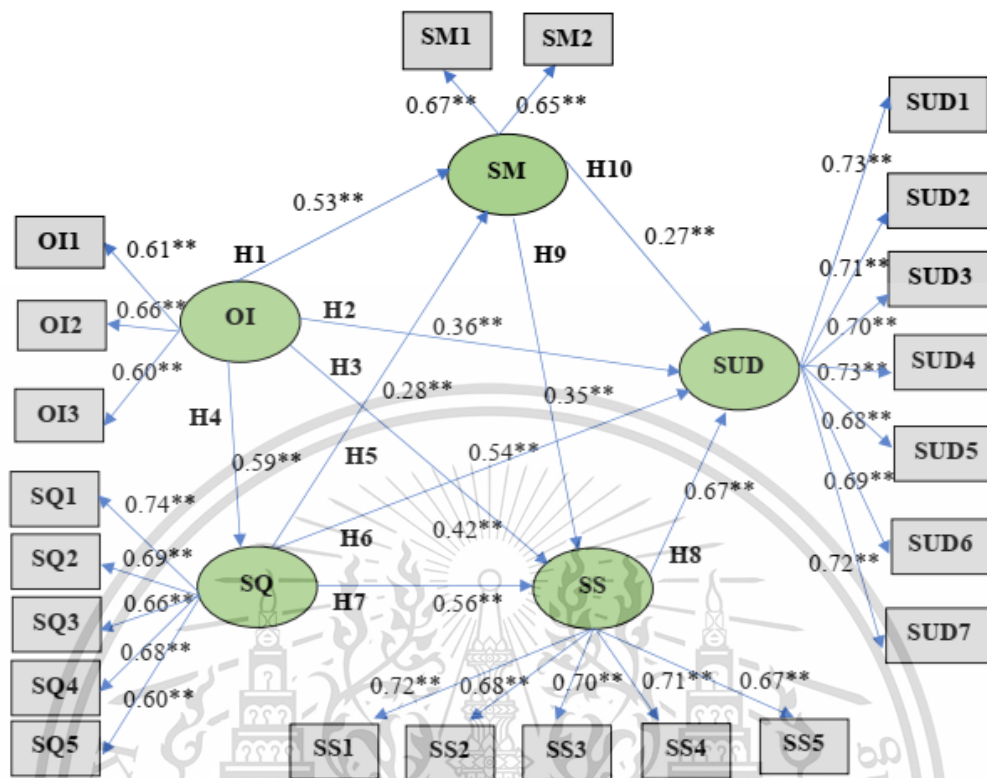 SM1
SM2
0.67**
0.65**
SUD1
SM
H10
0.73**
SUD2
0.53**
OI1
0.61**
H1
H9
0.27**
0.71**
SUD3
OI2
0.66**
OI
H2
0.36**
0.70**
SUD4
OI3
0.60**
H3
SUD
0.73**
H4
0.28**
0.35**
0.68**
SUD5
0.59**
H5
0.54**
0.69**
SQ1
0.74**
0.67**
SUD6
SQ2
0.69**
H6
0.42**
0.72**
SQ3
0.66**
SQ
H7
0.56**
SS
H8
SUD7
SQ4
0.68**
SQ5
0.60**
0.72**
0.68**
0.70**
0.71**
0.67**
SS1
SS2
SS3
SS4
SS5